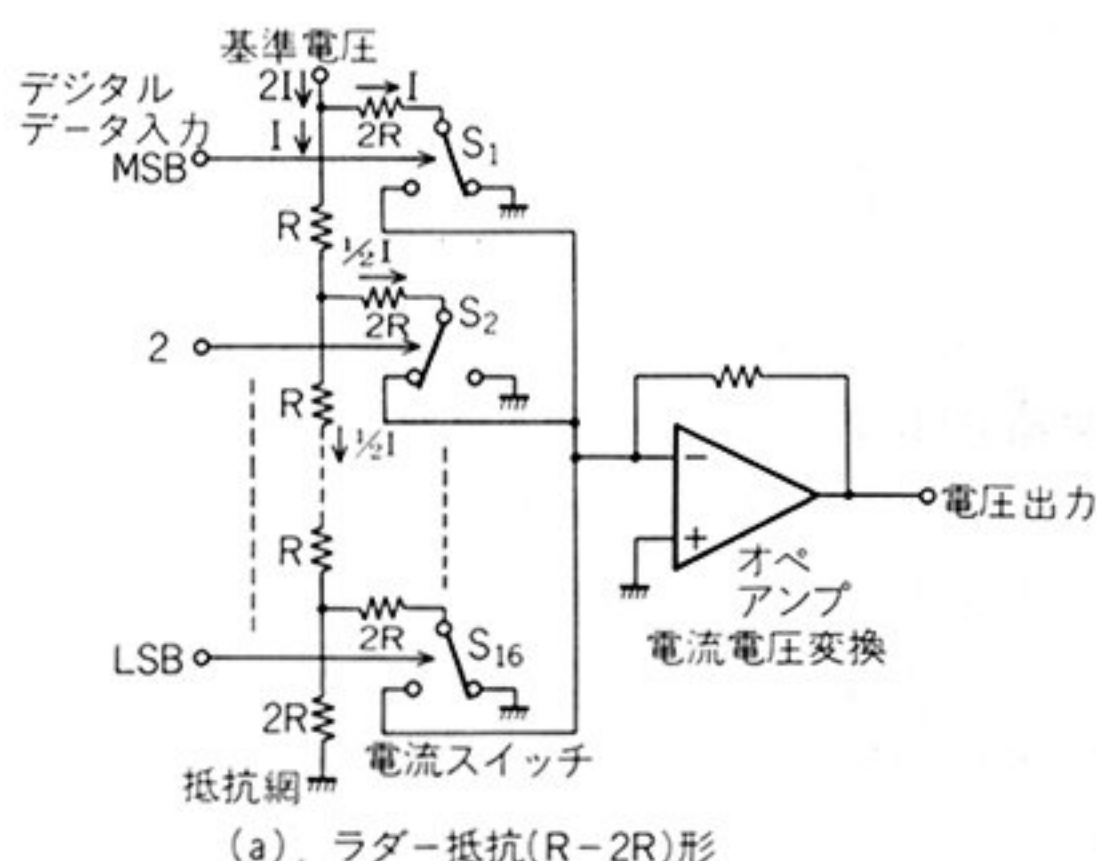 基準電圧
デジタル
データ入力
2I
I
2R
S₁
I
MSB
R
½I
2R
S₂
2
R
½I
R
2R
S₁₆
LSB
2R
電流スイッチ
抵抗網
−
+
オペ
アンプ
電流電圧変換
電圧出力
(a). ラダー抵抗(R−2R)形